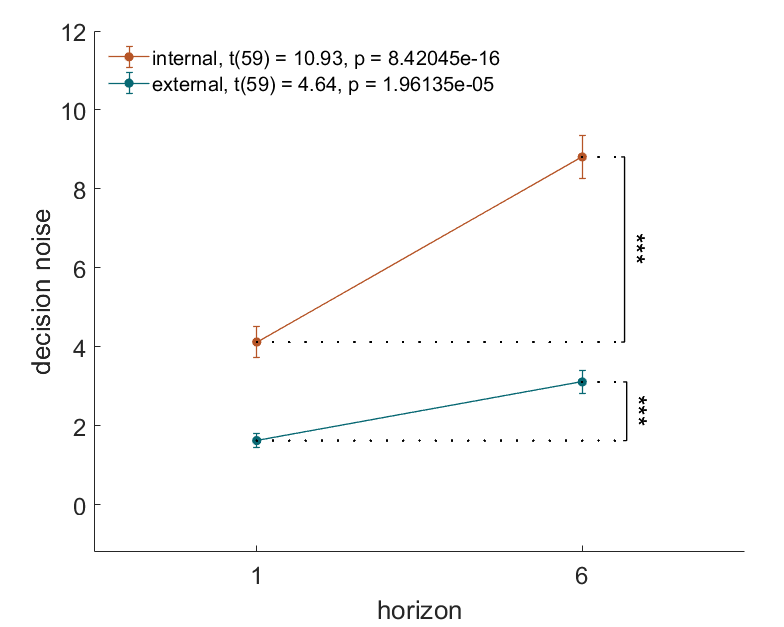 internal, t(59) = 10.93, p = 8.42045e-16
external, t(59) = 4.64, p = 1.96135e-05
12
10
8
6
4
2
0
decision noise
***
***
1
6
horizon